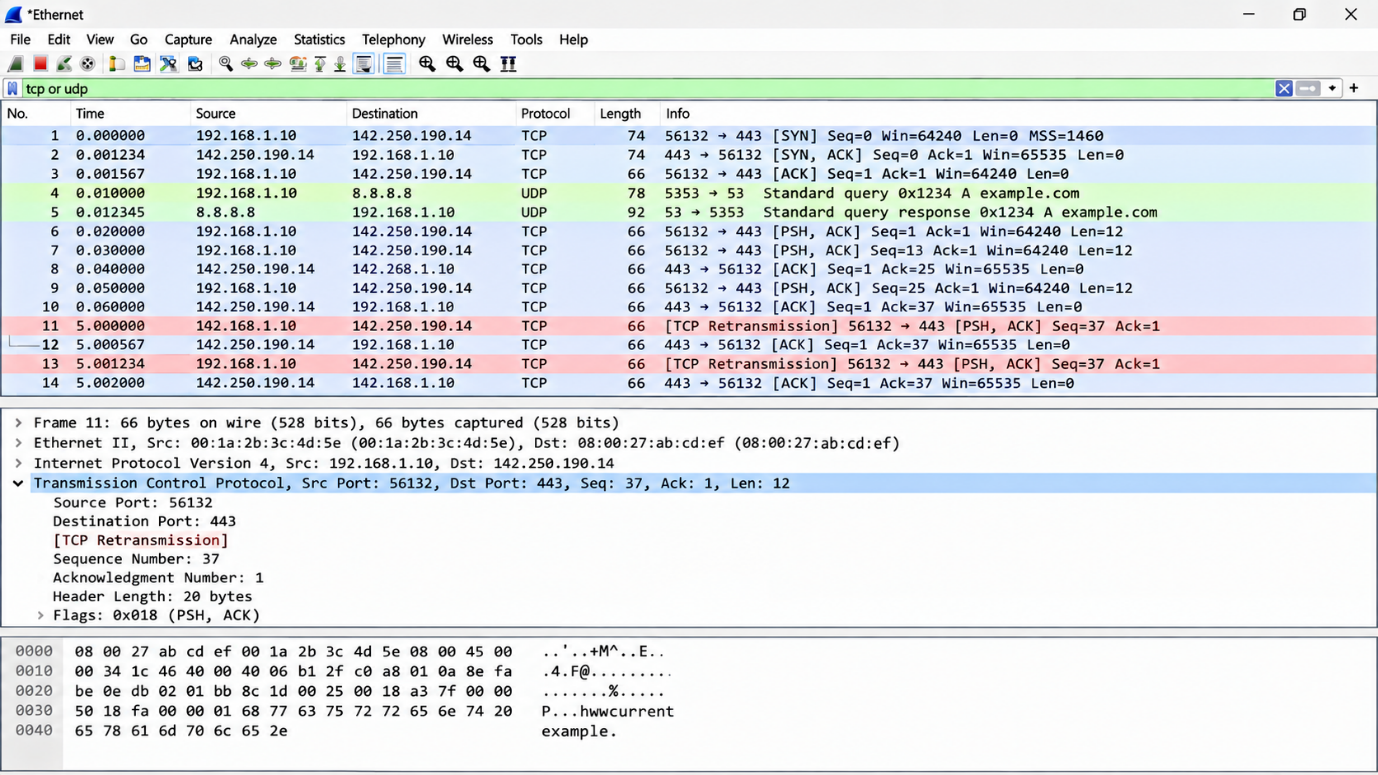 *Ethernet
File Edit View Go Capture Analyze Statistics Telephony Wireless Tools Help
tcp or udp
No. Time Source Destination Protocol Length Info
1 0.000000 192.168.1.10 142.250.190.14 TCP 74 56132 → 443 [SYN] Seq=0 Win=64240 Len=0 MSS=1460
2 0.001234 142.250.190.14 192.168.1.10 TCP 74 443 → 56132 [SYN, ACK] Seq=0 Ack=1 Win=65535 Len=0
3 0.001567 192.168.1.10 142.250.190.14 TCP 66 56132 → 443 [ACK] Seq=1 Ack=1 Win=64240 Len=0
4 0.010000 192.168.1.10 8.8.8.8 UDP 78 5353 → 53 Standard query 0x1234 A example.com
5 0.012345 8.8.8.8 192.168.1.10 UDP 92 53 → 5353 Standard query response 0x1234 A example.com
6 0.020000 192.168.1.10 142.250.190.14 TCP 66 56132 → 443 [PSH, ACK] Seq=1 Ack=1 Win=64240 Len=12
7 0.030000 192.168.1.10 142.250.190.14 TCP 66 56132 → 443 [PSH, ACK] Seq=13 Ack=1 Win=64240 Len=12
8 0.040000 142.250.190.14 142.268.1.10 TCP 66 443 → 56132 [ACK] Seq=1 Ack=25 Win=65535 Len=0
9 0.050000 192.168.1.10 142.250.190.14 TCP 66 56132 → 443 [PSH, ACK] Seq=25 Ack=1 Win=64240 Len=12
10 0.060000 142.250.190.14 192.168.1.10 TCP 66 443 → 56132 [ACK] Seq=1 Ack=37 Win=65535 Len=0
11 5.000000 142.168.1.10 142.250.190.14 TCP 66 [TCP Retransmission] 56132 → 443 [PSH, ACK] Seq=37 Ack=1
12 5.000567 142.250.190.14 192.168.1.10 TCP 66 443 → 56132 [ACK] Seq=1 Ack=37 Win=65535 Len=0
13 5.001234 192.168.1.10 142.250.190.14 TCP 66 [TCP Retransmission] 56132 → 443 [PSH, ACK] Seq=37 Ack=1
14 5.002000 142.250.190.14 142.168.1.10 TCP 66 443 → 56132 [ACK] Seq=1 Ack=37 Win=65535 Len=0
Frame 11: 66 bytes on wire (528 bits), 66 bytes captured (528 bits)
Ethernet II, Src: 00:1a:2b:3c:4d:5e (00:1a:2b:3c:4d:5e), Dst: 08:00:27:ab:cd:ef (08:00:27:ab:cd:ef)
Internet Protocol Version 4, Src: 192.168.1.10, Dst: 142.250.190.14
Transmission Control Protocol, Src Port: 56132, Dst Port: 443, Seq: 37, Ack: 1, Len: 12
Source Port: 56132
Destination Port: 443
[TCP Retransmission]
Sequence Number: 37
Acknowledgment Number: 1
Header Length: 20 bytes
Flags: 0x018 (PSH, ACK)
0000 08 00 27 ab cd ef 00 1a 2b 3c 4d 5e 08 00 45 00 ..'..+M^..E..
0010 00 34 1c 46 40 00 40 06 b1 2f c0 a8 01 0a 8e fa .4.F@.........
0020 be 0e db 02 01 bb 8c 1d 00 25 00 18 a3 7f 00 00 .......%.....
0030 50 18 fa 00 00 01 68 77 63 75 72 72 65 6e 74 20 P...hwwcurrent
0040 65 78 61 6d 70 6c 65 2e example.